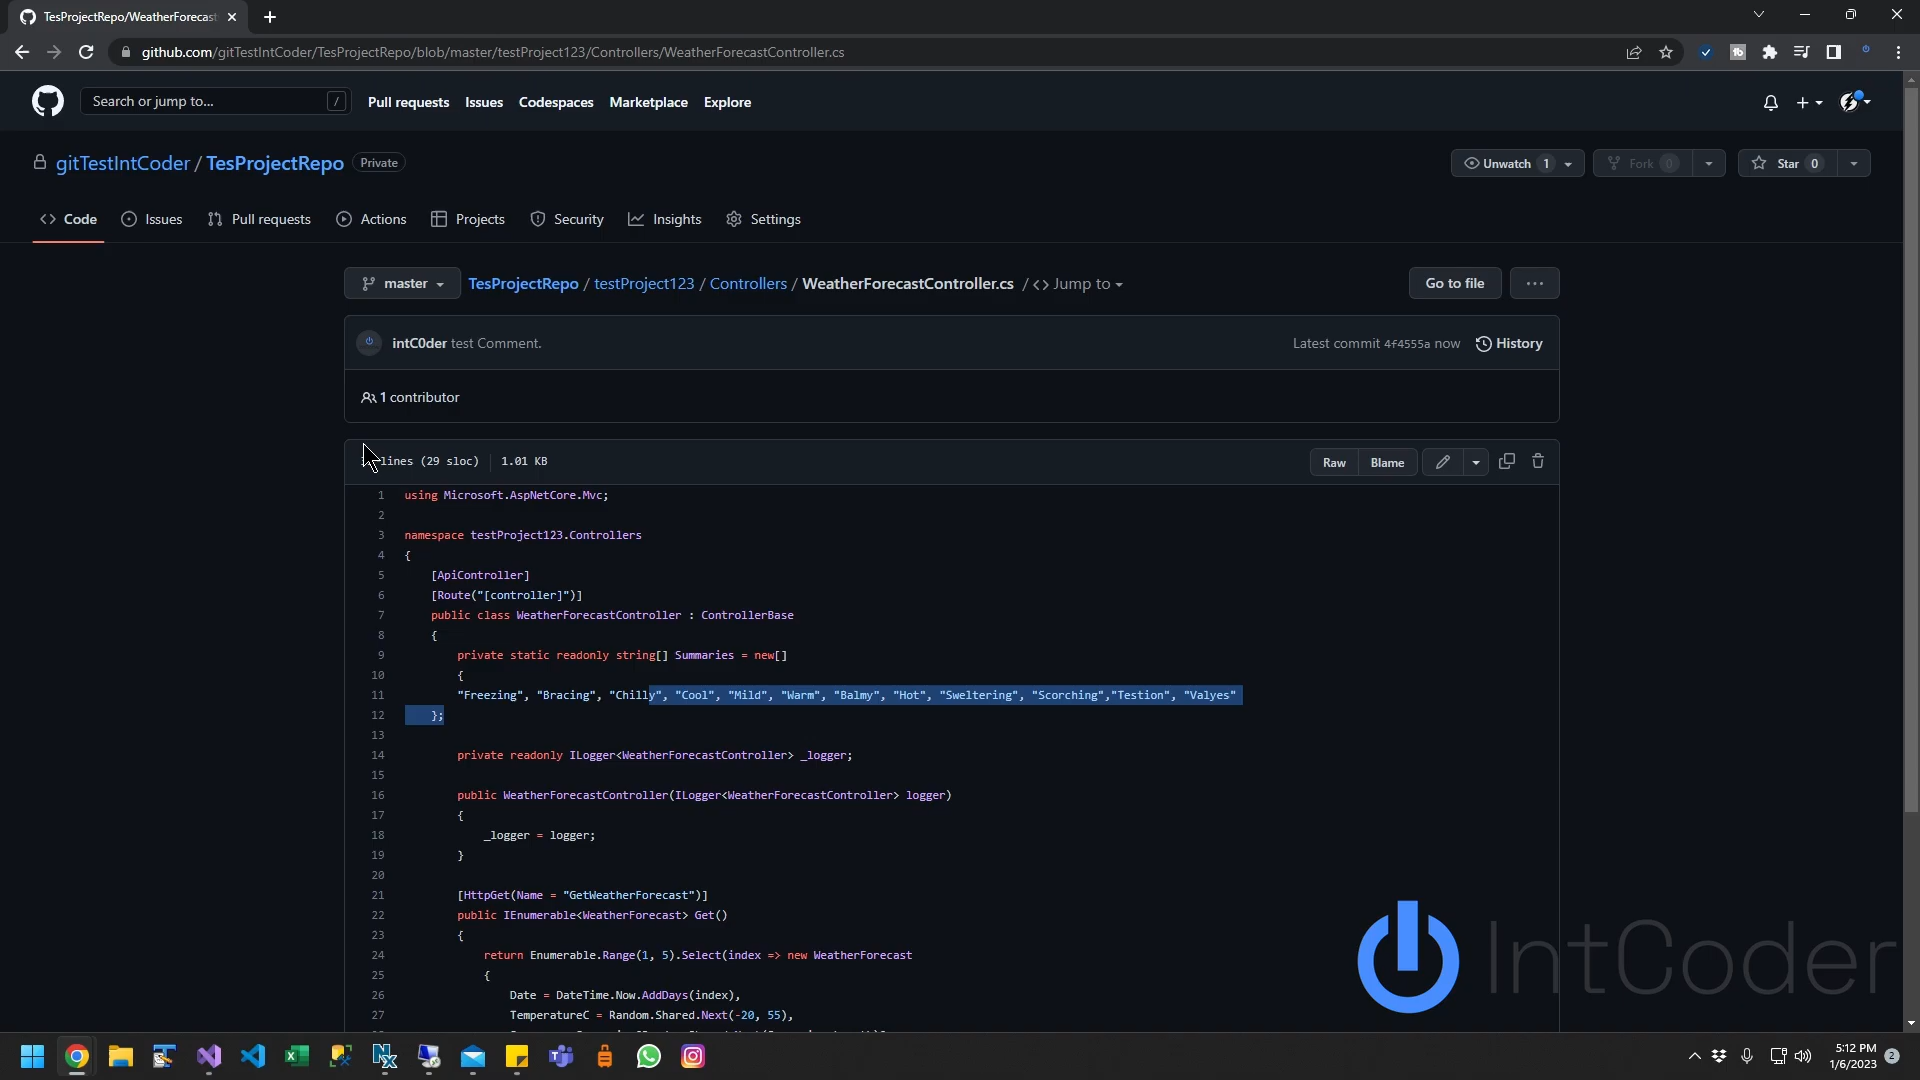 TesProjectRepo/WeatherForecast
github.com/gitTestIntCoder/TesProjectRepo/blob/master/testProject123/Controllers/WeatherForecastController.cs
Search or jump to... /
Pull requests Issues Codespaces Marketplace Explore
gitTestIntCoder / TesProjectRepo Private
Unwatch 1 Fork 0 Star 0
Code Issues Pull requests Actions Projects Security Insights Settings
master TesProjectRepo / testProject123 / Controllers / WeatherForecastController.cs / <> Jump to
Go to file ...
intC0der test Comment.
Latest commit 4f4555a now History
1 contributor
lines (29 sloc) 1.01 KB
Raw Blame
1 using Microsoft.AspNetCore.Mvc;
2
3 namespace testProject123.Controllers
4 {
5 [ApiController]
6 [Route("[controller]")]
7 public class WeatherForecastController : ControllerBase
8 {
9 private static readonly string[] Summaries = new[]
10 {
11 "Freezing", "Bracing", "Chilly", "Cool", "Mild", "Warm", "Balmy", "Hot", "Sweltering", "Scorching","Testion", "Valyes"
12 };
13
14 private readonly ILogger<WeatherForecastController> _logger;
15
16 public WeatherForecastController(ILogger<WeatherForecastController> logger)
17 {
18 _logger = logger;
19 }
20
21 [HttpGet(Name = "GetWeatherForecast")]
22 public IEnumerable<WeatherForecast> Get()
23 {
24 return Enumerable.Range(1, 5).Select(index => new WeatherForecast
25 {
26 Date = DateTime.Now.AddDays(index),
27 TemperatureC = Random.Shared.Next(-20, 55),
IntCoder
5:12 PM
1/6/2023
2